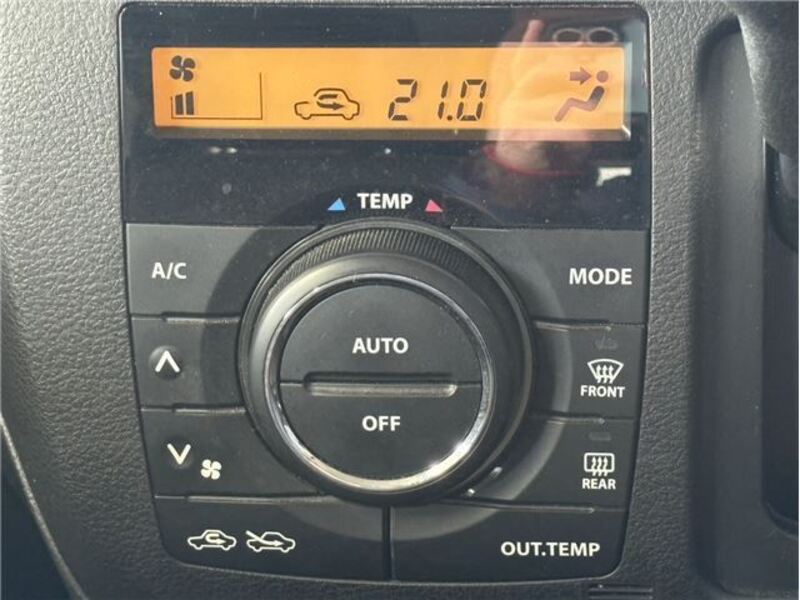 21.0
TEMP
A/C
MODE
AUTO
FRONT
OFF
REAR
OUT.TEMP